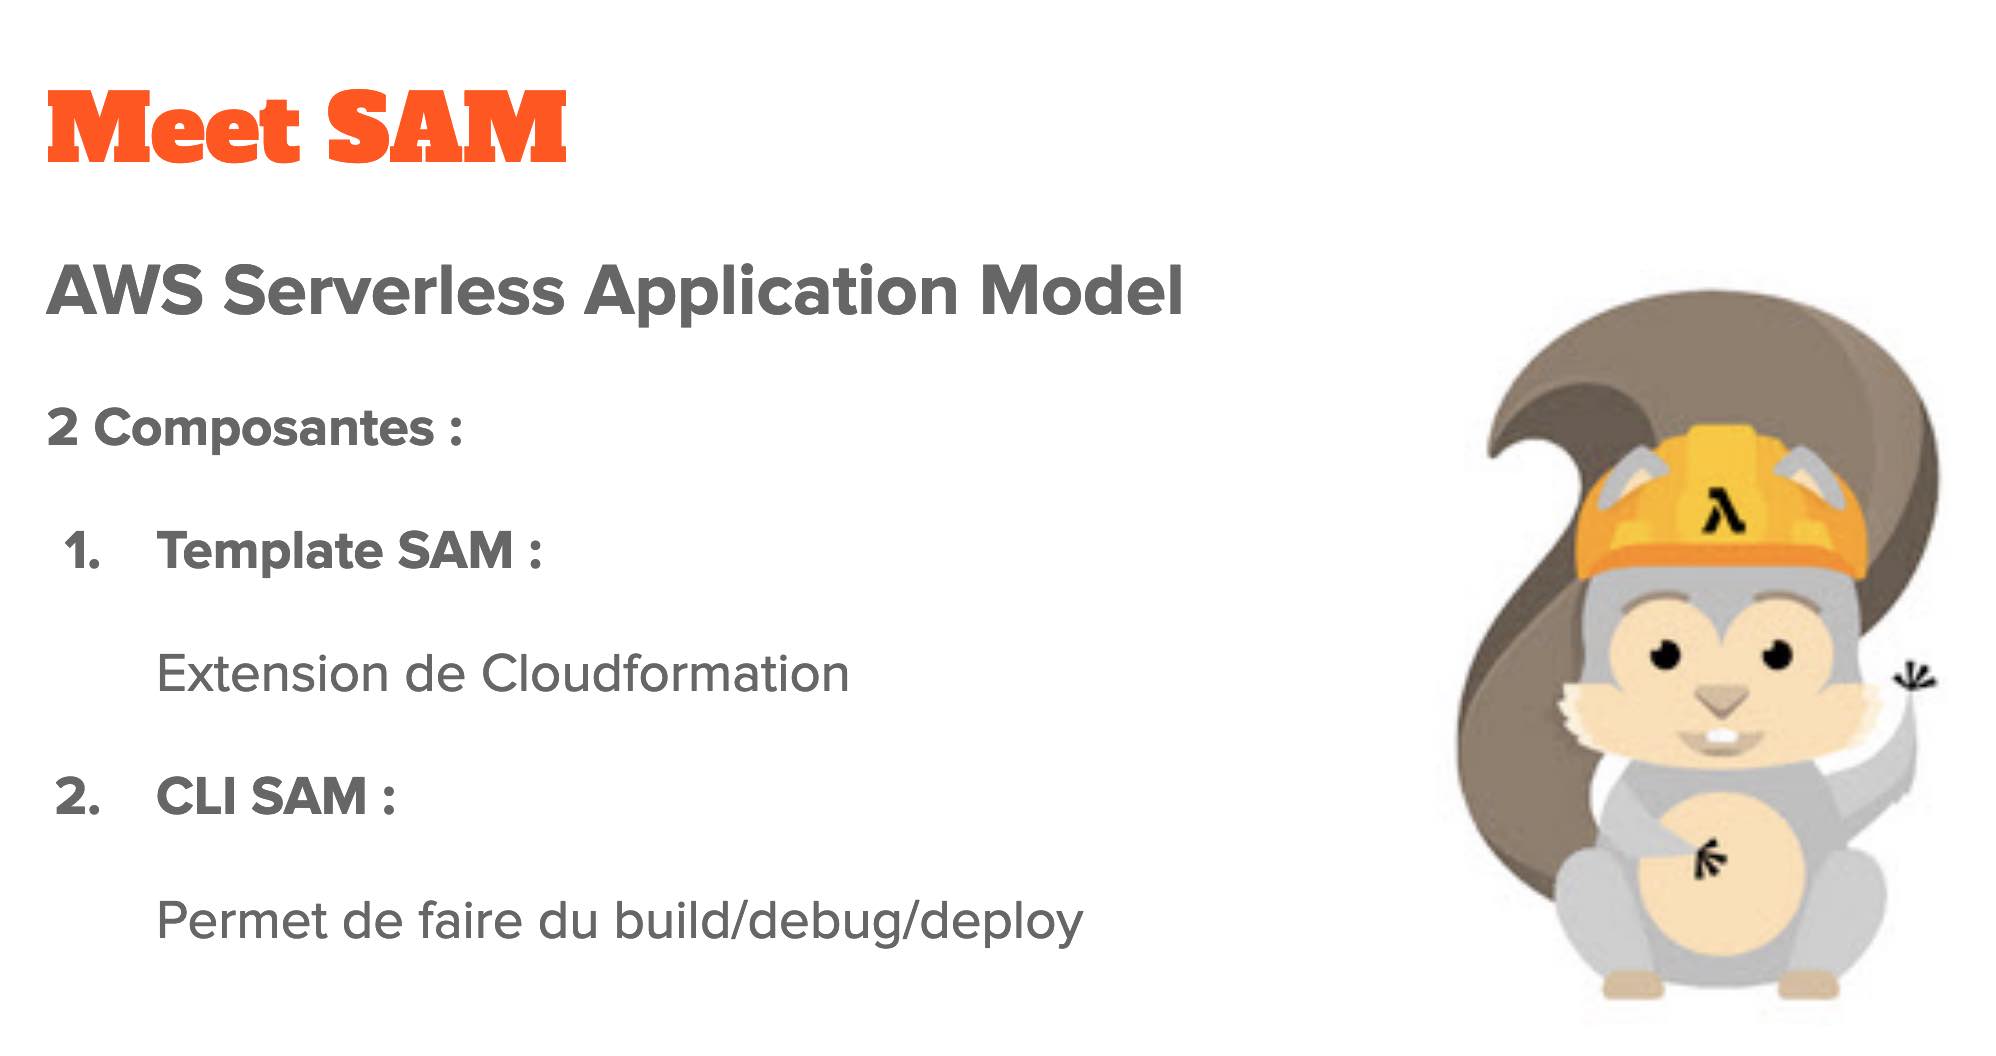 Meet SAM
AWS Serverless Application Model
2 Composantes :
1. Template SAM :
Extension de Cloudformation
2. CLI SAM :
Permet de faire du build/debug/deploy
λ